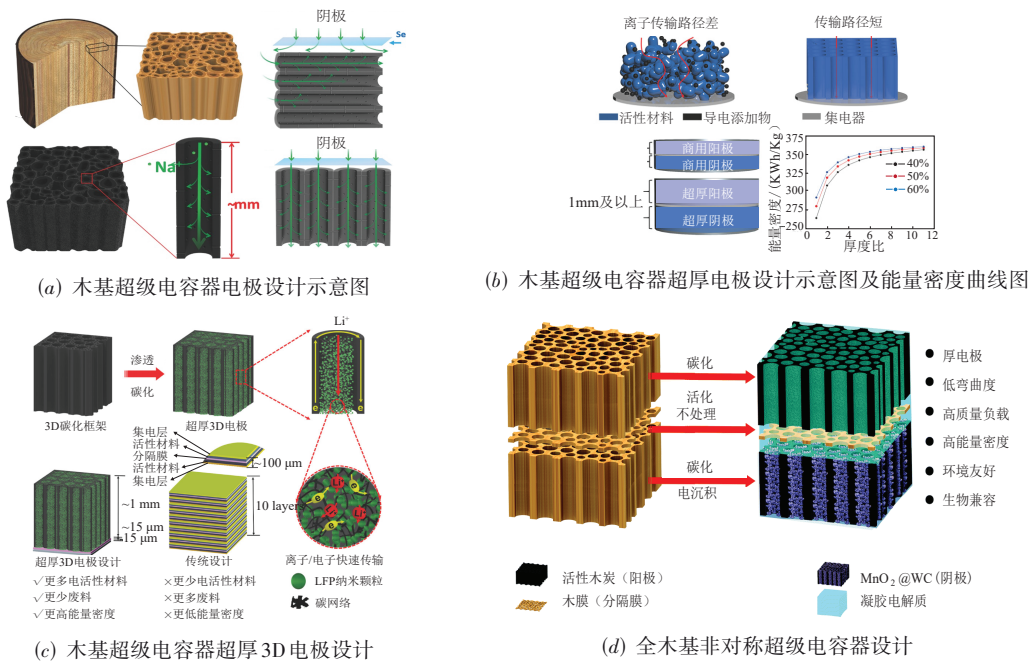 阴极
Se
Na⁺
~mm
阴极
(a) 木基超级电容器电极设计示意图
离子传输路径差
传输路径短
活性材料
导电添加物
集电器
商用阳极
商用阴极
1mm及以上
超厚阳极
超厚阴极
能量密度/(KWh/Kg)
375
350
325
300
275
250
40%
50%
60%
0 2 4 6 8 10 12
厚度比
(b) 木基超级电容器超厚电极设计示意图及能量密度曲线图
渗透
碳化
3D碳化框架
超厚3D电极
Li⁺
e
e
集电层
活性材料
分隔膜
活性材料
集电层
~100 μm
~1 mm
~15 μm
~15 μm
10 layers
Li⁺
Li⁺
Li⁺
e
e
e
超厚3D电极设计
传统设计
离子/电子快速传输
✓更多电活性材料
✓更少废料
✓更高能量密度
×更少电活性材料
×更多废料
×更低能量密度
LFP纳米颗粒
碳网络
(c) 木基超级电容器超厚3D电极设计
碳化
活化
不处理
碳化
电沉积
● 厚电极
● 低弯曲度
● 高质量负载
● 高能量密度
● 环境友好
● 生物兼容
活性木炭（阳极）
木膜（分隔膜）
MnO₂@WC(阴极)
凝胶电解质
(d) 全木基非对称超级电容器设计